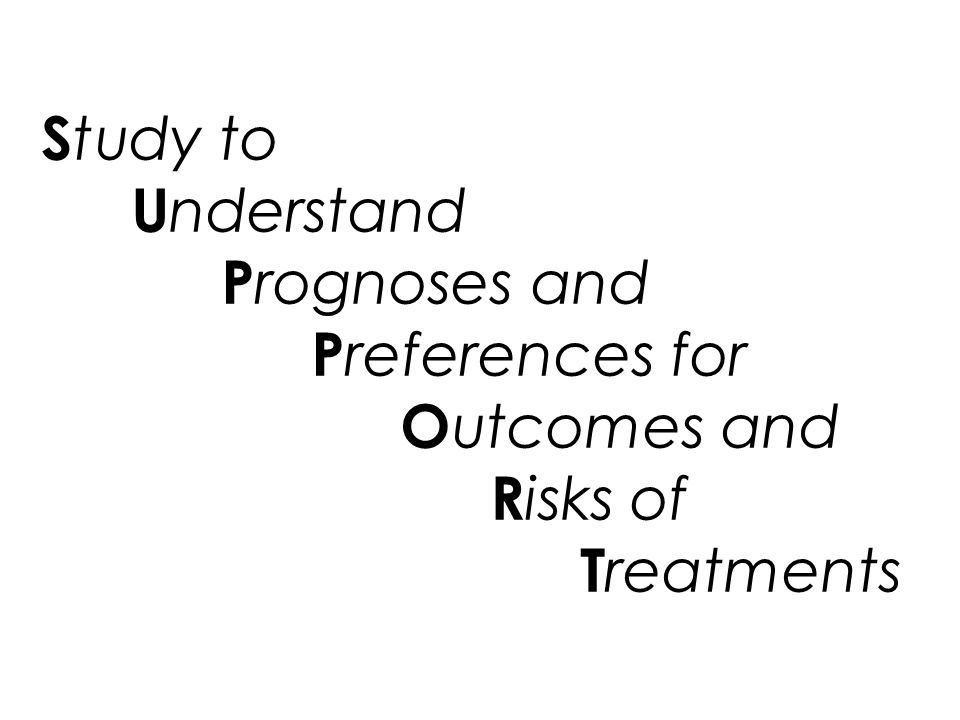 Study to
Understand
Prognoses and
Preferences for
Outcomes and
Risks of
Treatments